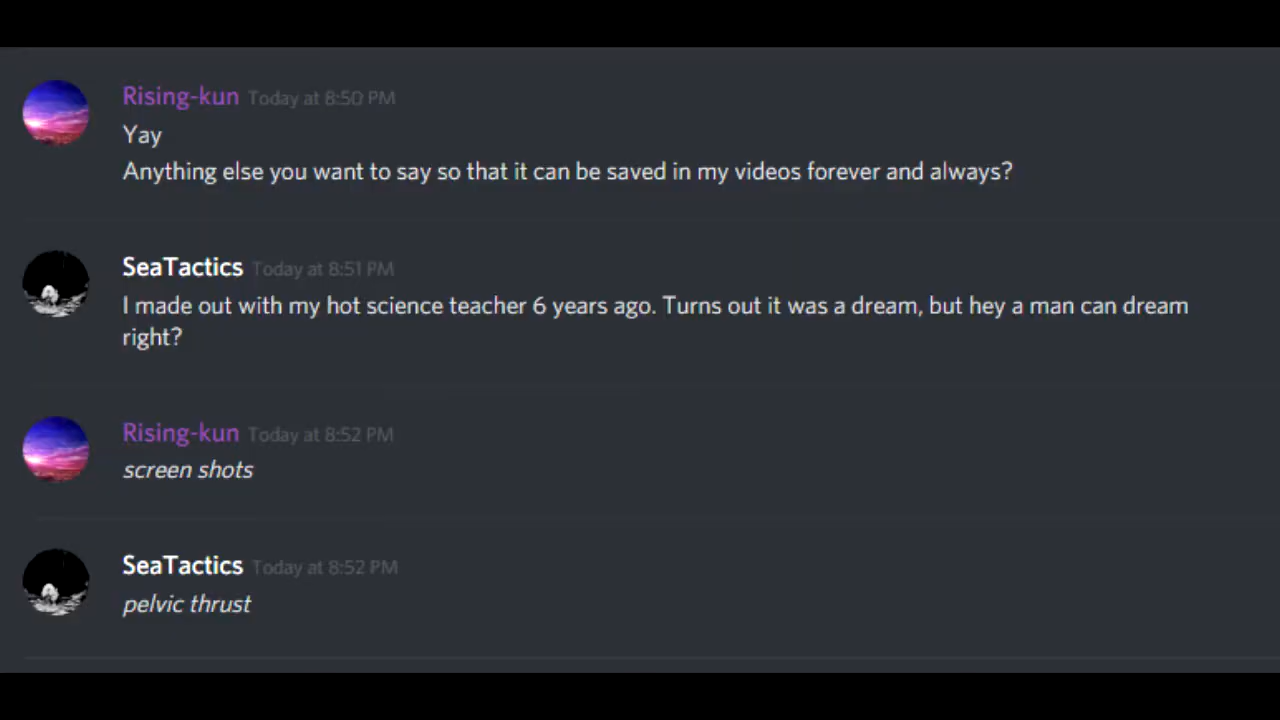 Rising-kun Today at 8:50 PM
Yay
Anything else you want to say so that it can be saved in my videos forever and always?
SeaTactics Today at 8:51 PM
I made out with my hot science teacher 6 years ago. Turns out it was a dream, but hey a man can dream
right?
Rising-kun Today at 8:52 PM
screen shots
SeaTactics Today at 8:52 PM
pelvic thrust